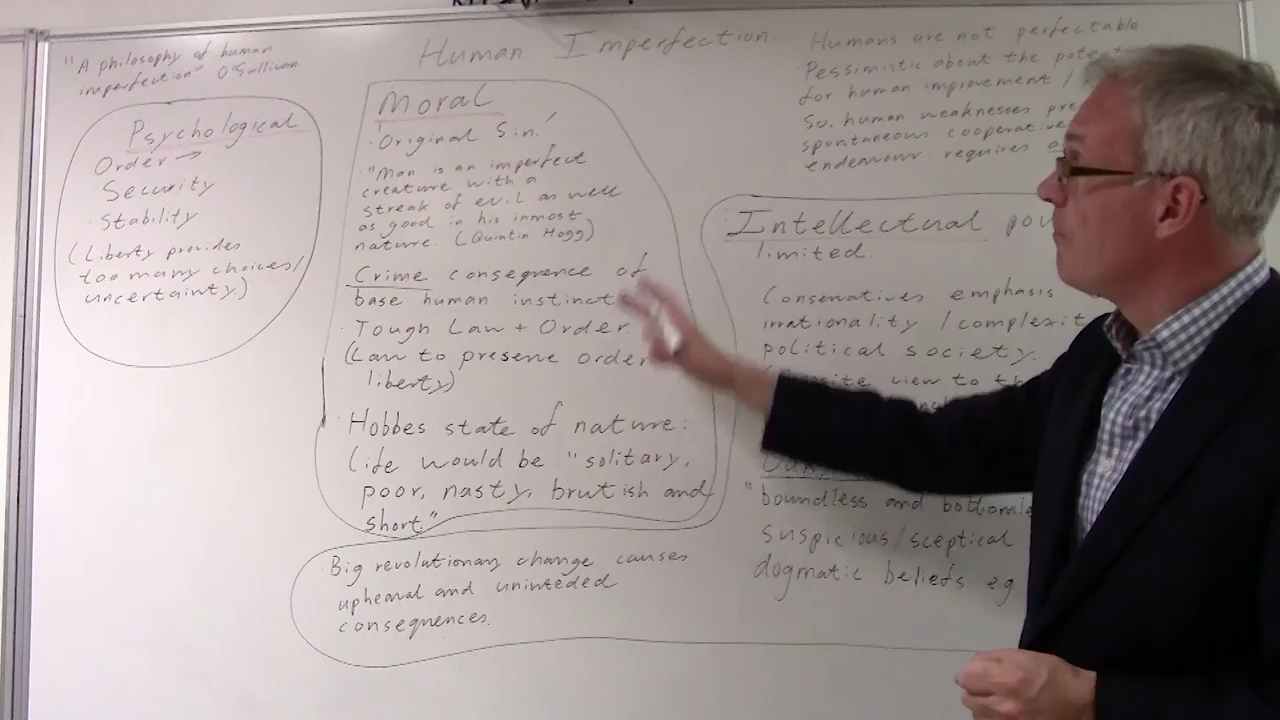 Human Imperfection.
"A philosophy of human
imperfection" O'Sullivan.
Psychological
Order →
Security
· Stability
(Liberty provides
too many choices/
uncertainty.)
Moral
· 'Original Sin.'
· "Man is an imperfect
creature with a
streak of evil as well
as good in his inmost
nature. (Quintin Hogg)
Crime consequence of
base human instinct
· Tough Law + Order.
(Law to preserve order
liberty)
· Hobbes state of nature:
life would be "solitary,
poor, nasty, brutish and
short."
· Big revolutionary change causes
upheaval and uninteded
consequences.
Humans are not perfectable
· Pessimistic about the
for human improvement /
So, human weaknesses
spontaneous cooperative
endeavour. requires
· Intellectual
limited.
Conservatives emphasis
irrationality /
political society.
view to
"boundless and
suspicious/sceptical
dogmatic beliefs eg